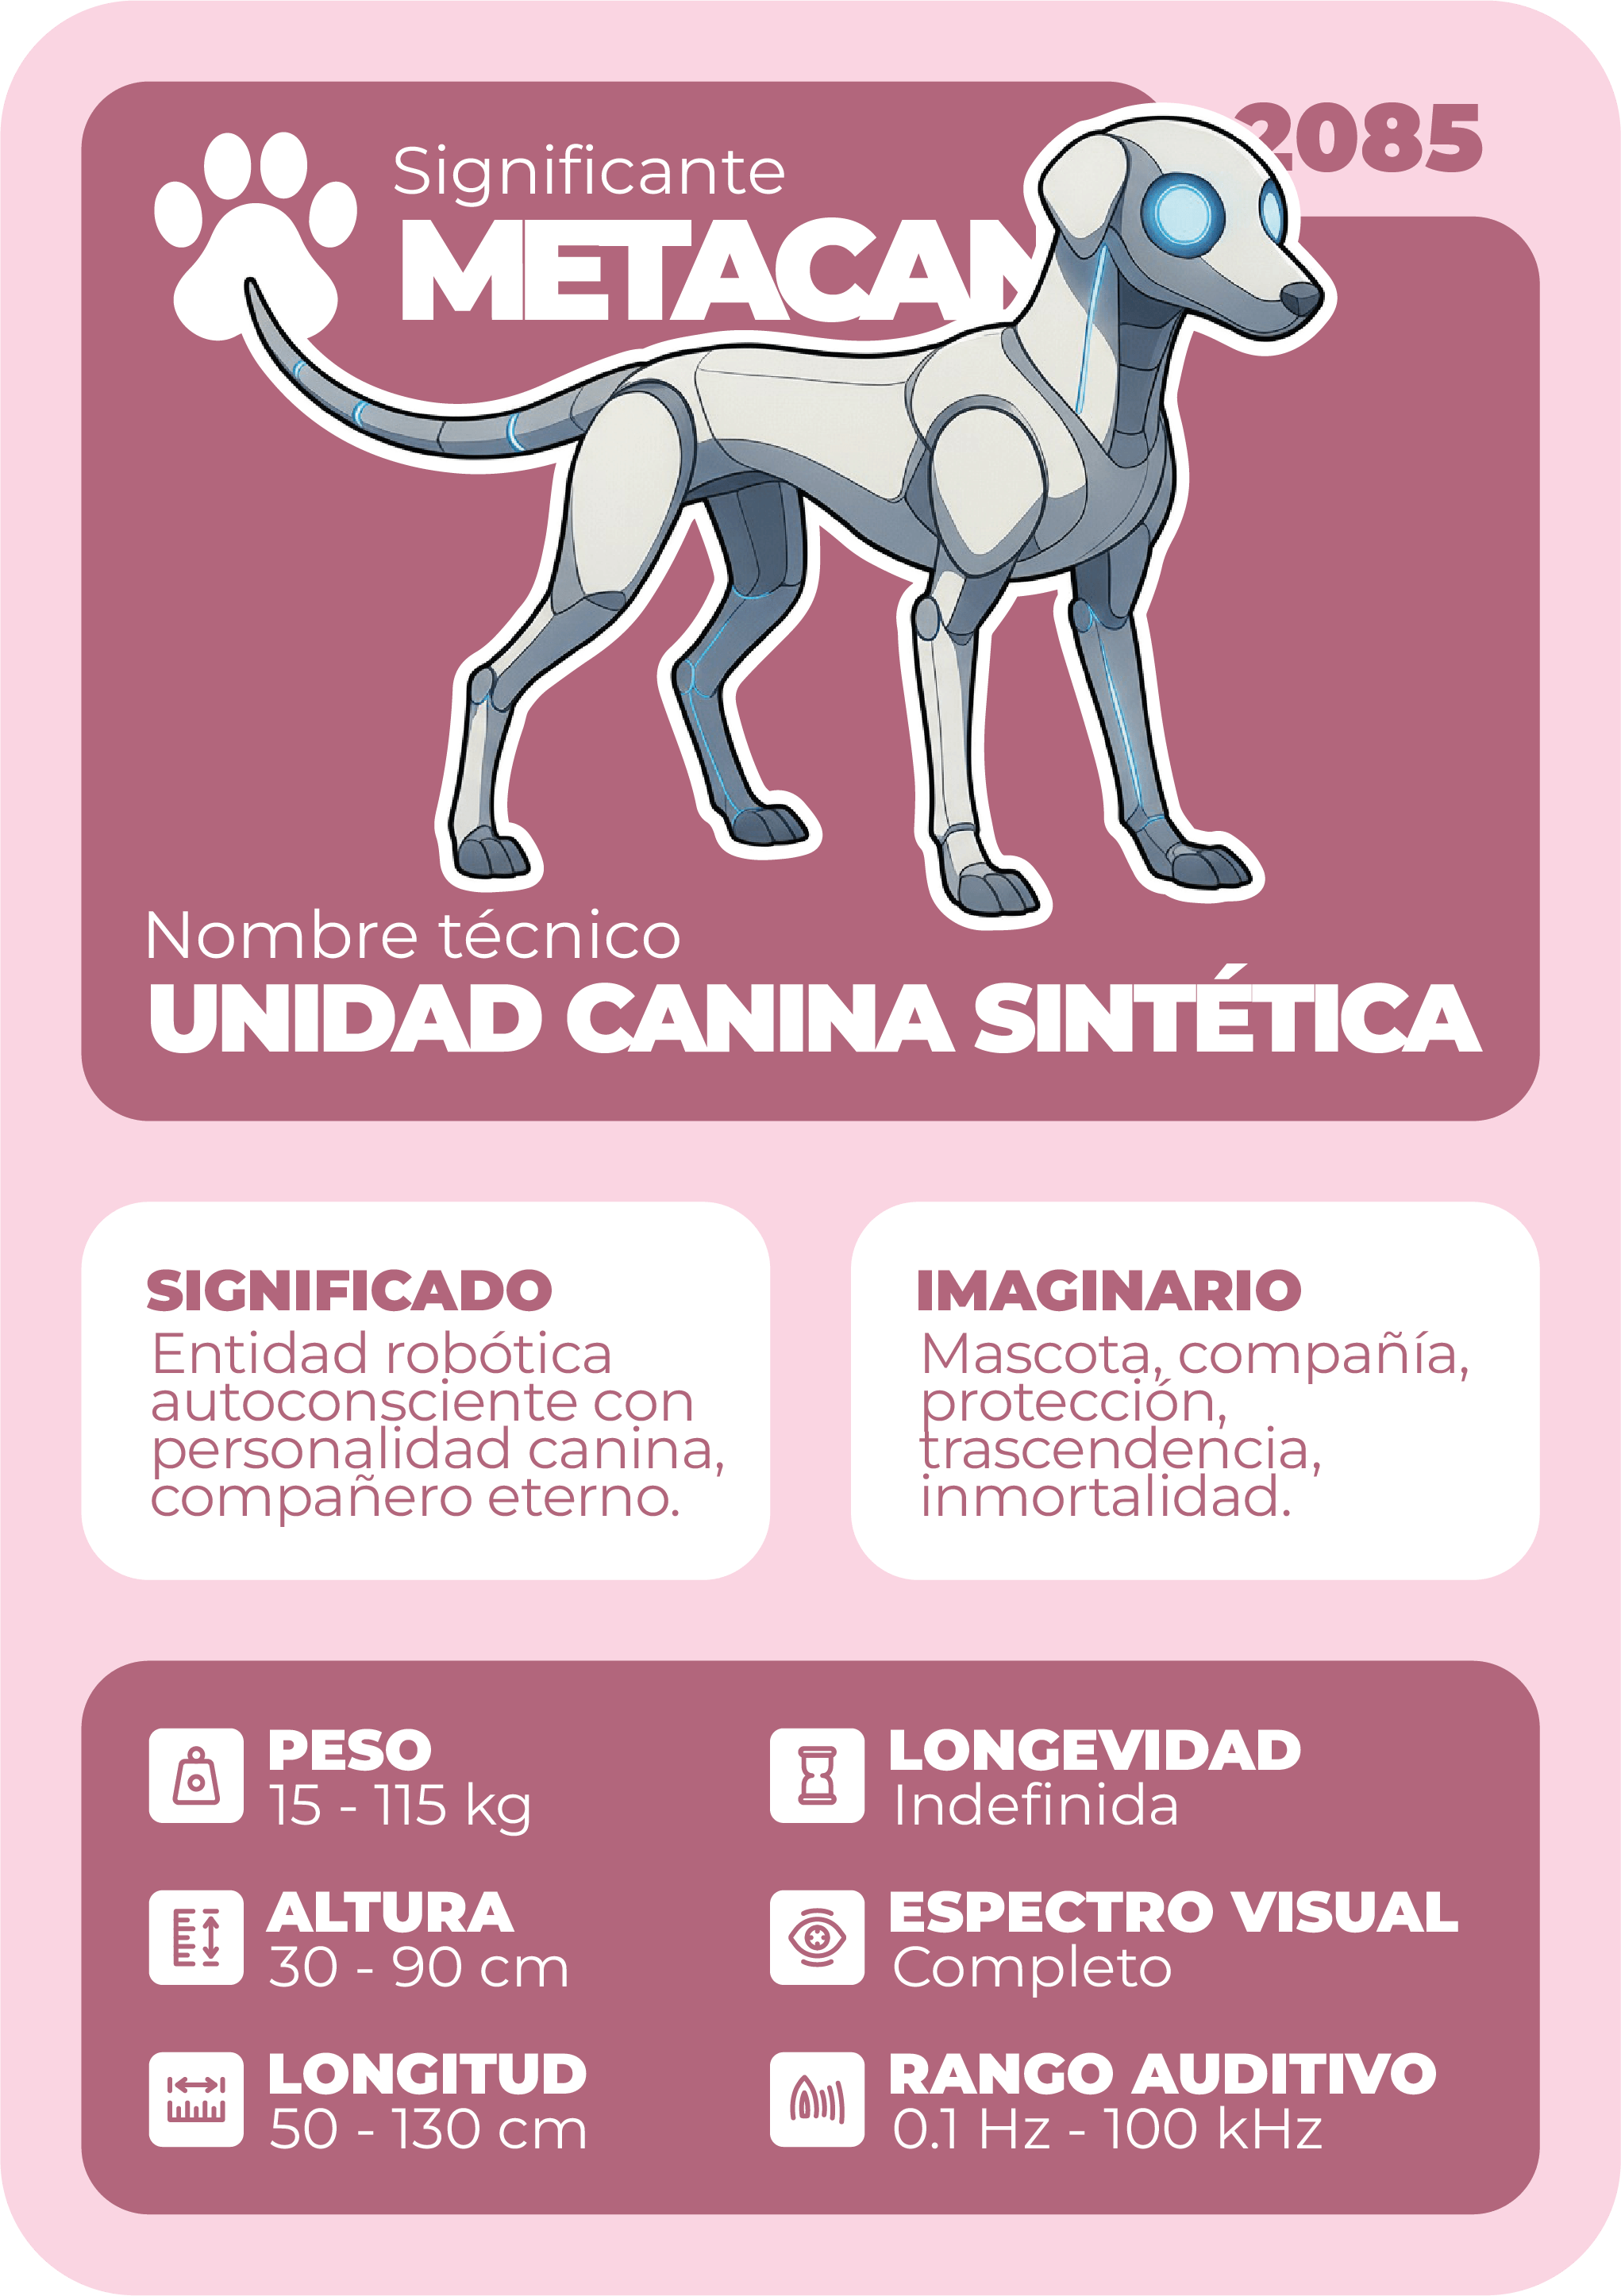 2085
Significante
METACAN
Nombre técnico
UNIDAD CANINA SINTÉTICA
SIGNIFICADO
Entidad robótica
autoconsciente con
personalidad canina,
compañero eterno.
IMAGINARIO
Mascota, compañía,
protección,
trascendencia,
inmortalidad.
PESO
15 - 115 kg
ALTURA
30 - 90 cm
LONGITUD
50 - 130 cm
LONGEVIDAD
Indefinida
ESPECTRO VISUAL
Completo
RANGO AUDITIVO
0.1 Hz - 100 kHz